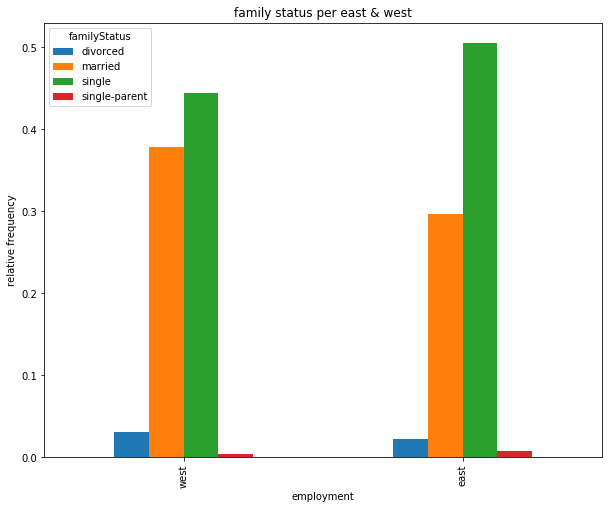 family status per east & west
familyStatus
divorced
married
single
single-parent
relative frequency
0.5
0.4
0.3
0.2
0.1
0.0
west
east
employment